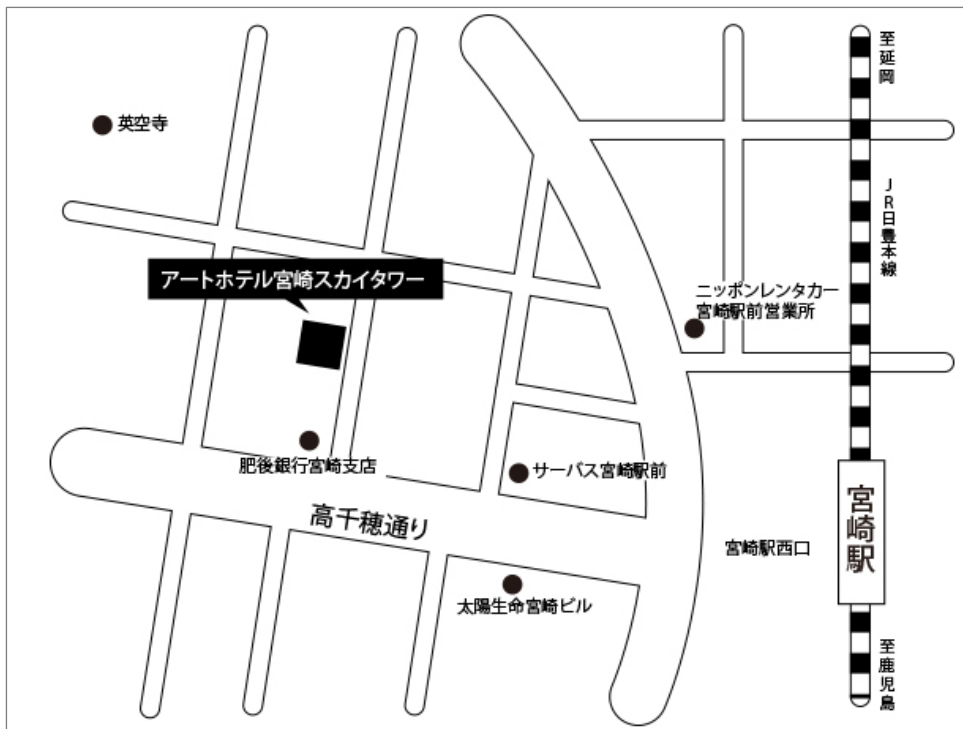 至延岡
英空寺
JR日豊本線
アートホテル宮崎スカイタワー
ニッポンレンタカー
宮崎駅前営業所
肥後銀行宮崎支店
サーパス宮崎駅前
高千穂通り
宮崎駅
宮崎駅西口
太陽生命宮崎ビル
至鹿児島